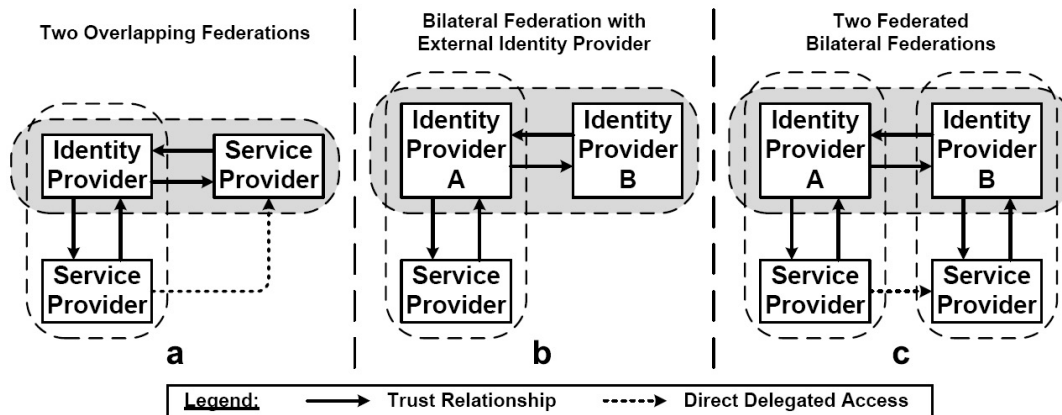 Two Overlapping Federations
Identity
Provider
Service
Provider
Service
Provider
a
Bilateral Federation with
External Identity Provider
Identity
Provider
A
Identity
Provider
B
Service
Provider
b
Two Federated
Bilateral Federations
Identity
Provider
A
Identity
Provider
B
Service
Provider
Service
Provider
c
Legend: Trust Relationship Direct Delegated Access